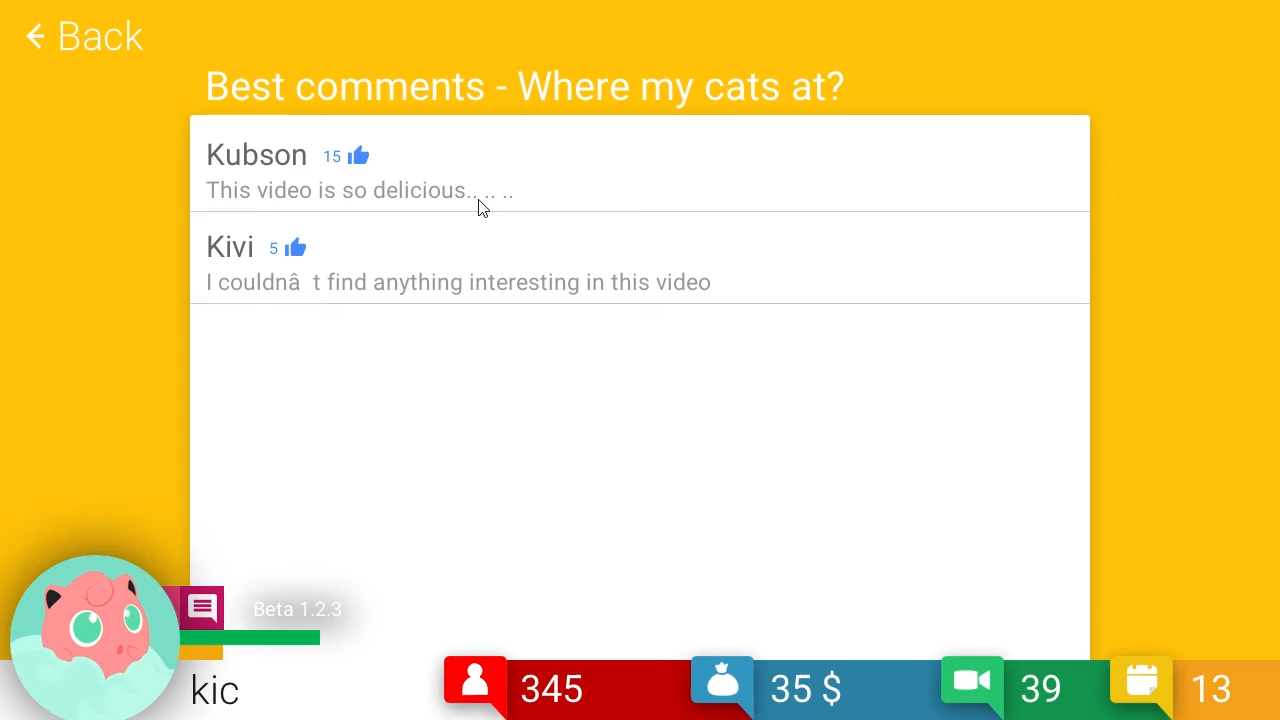 Back
Best comments - Where my cats at?
Kubson 15
This video is so delicious.. .. ..
Kivi 5
I couldnâ t find anything interesting in this video
Beta 1.2.3
kic
345
35 $
39
13